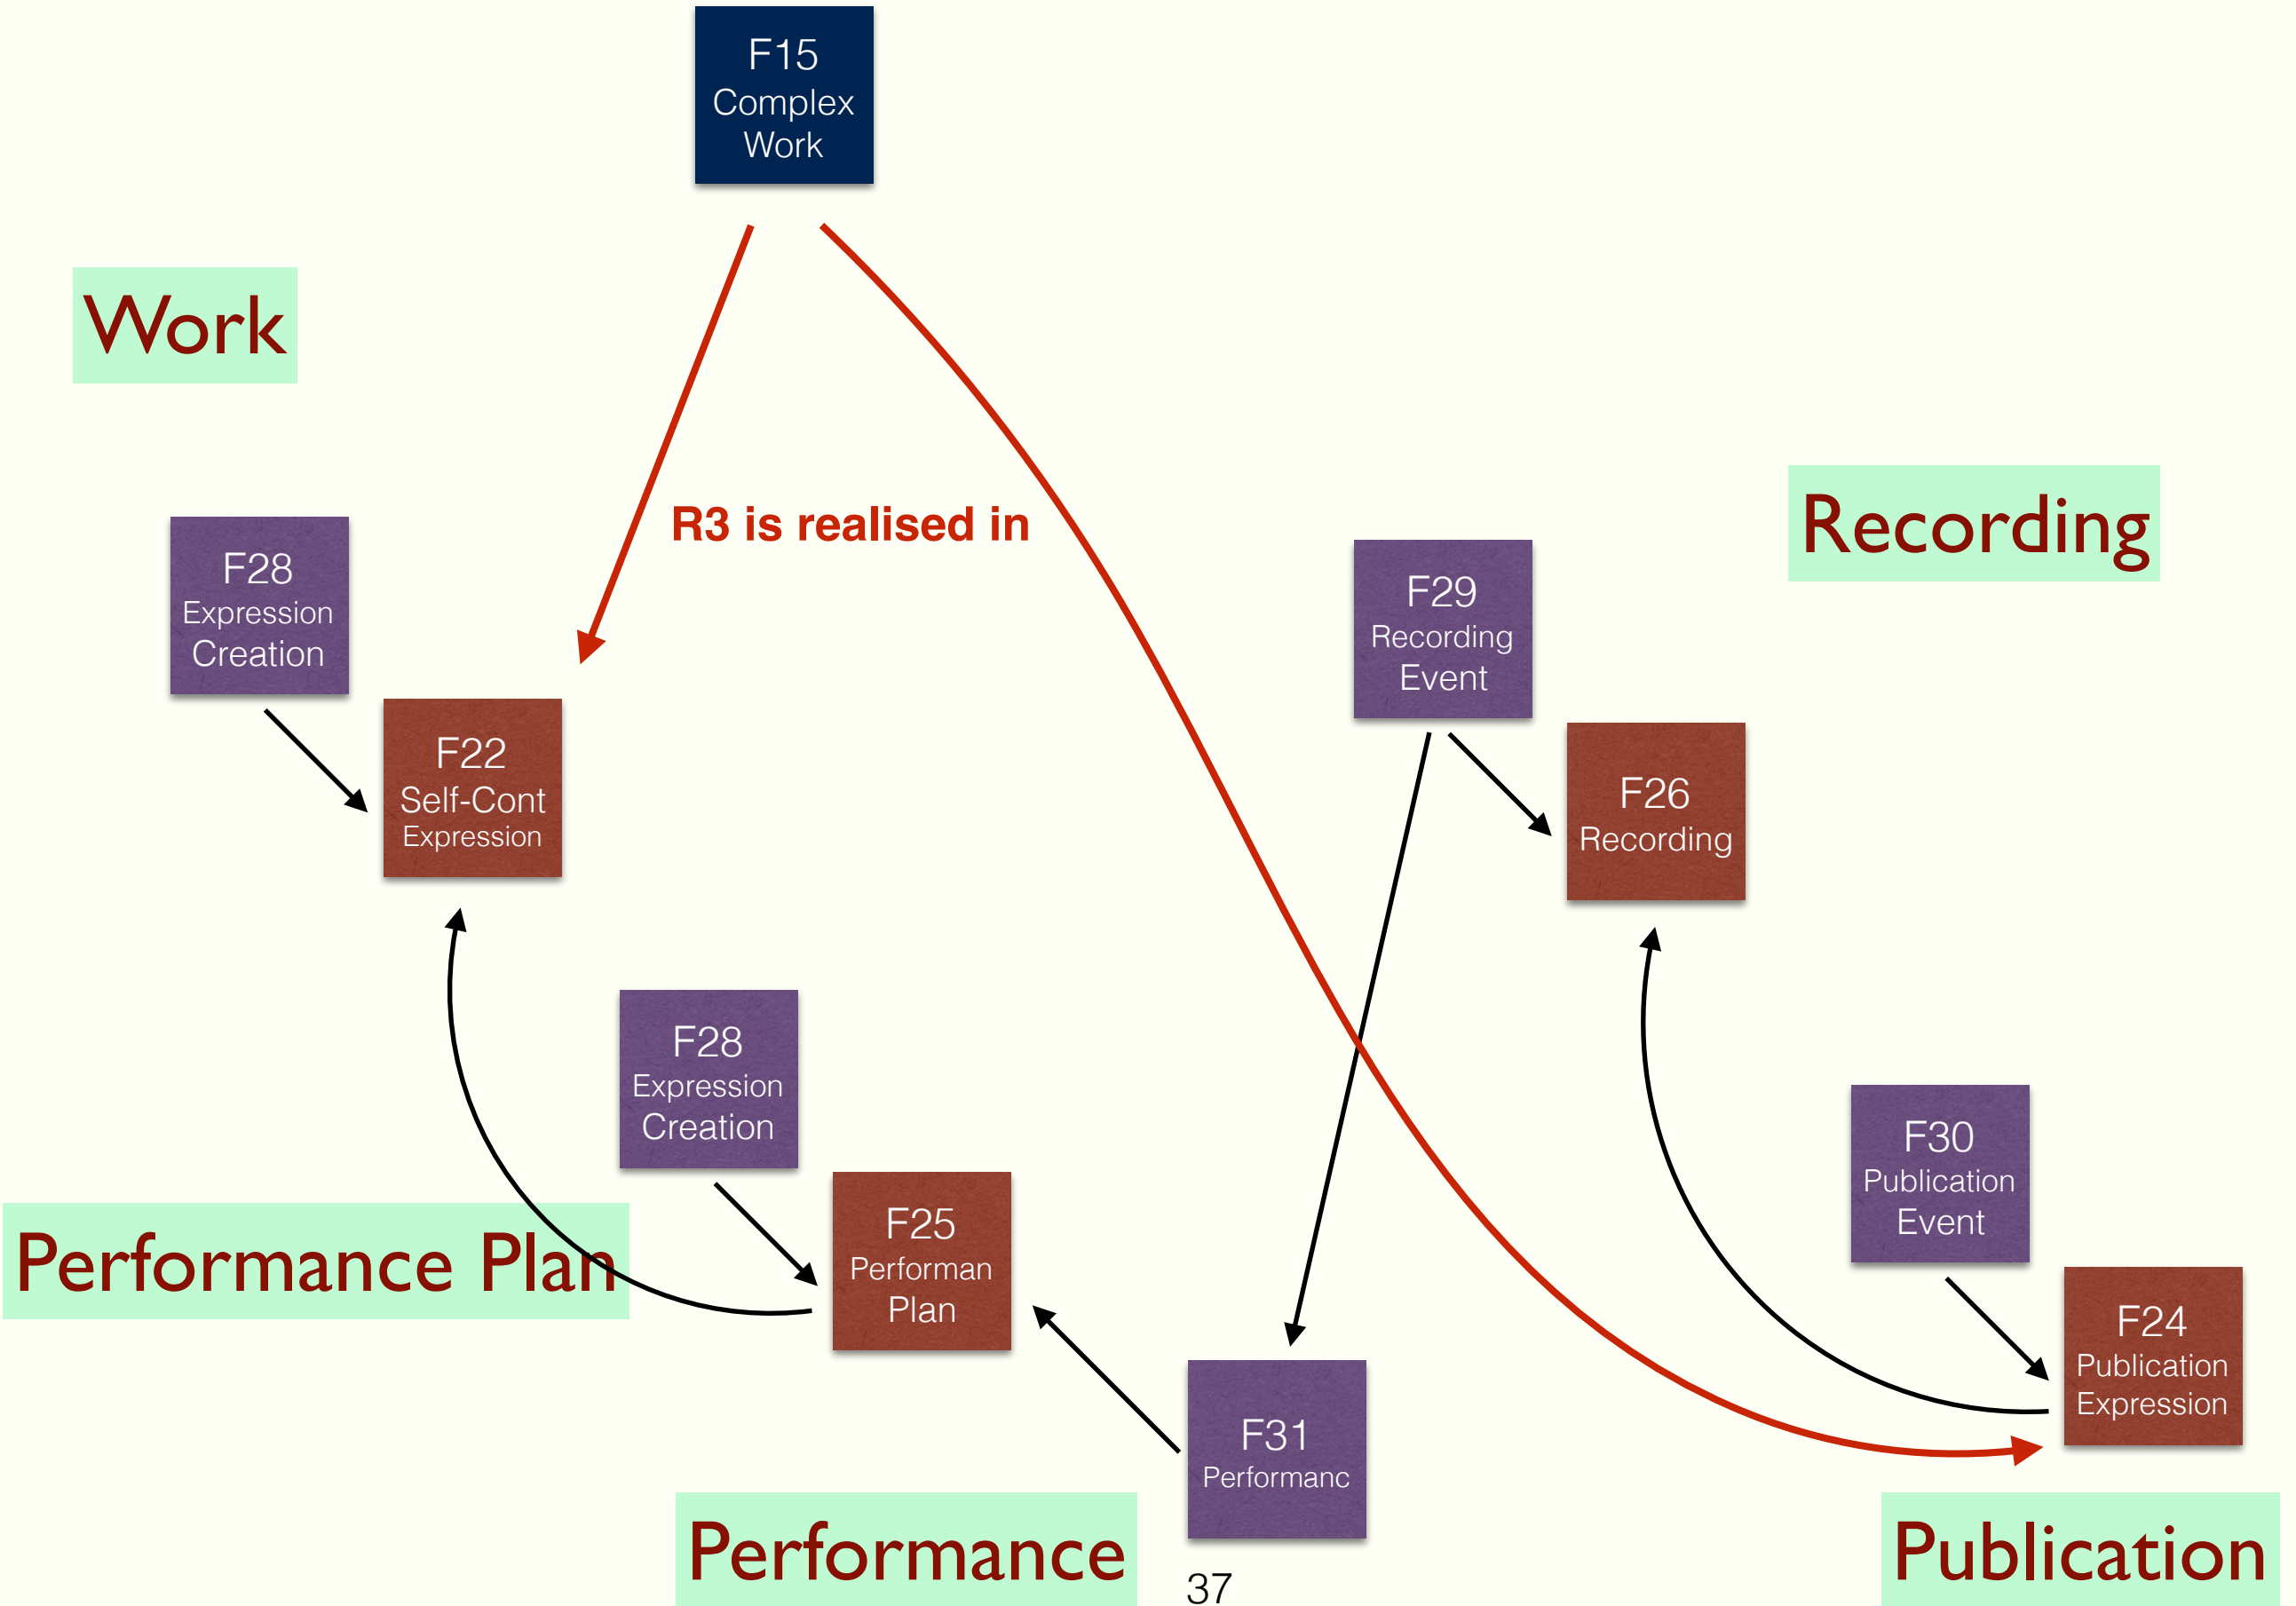 F15
Complex
Work
Work
R3 is realised in
Recording
F28
Expression
Creation
F29
Recording
Event
F22
Self-Cont
Expression
F26
Recording
F28
Expression
Creation
F30
Publication
Event
Performance Plan
F25
Performan
Plan
F24
Publication
Expression
F31
Performanc
Performance
Publication
37